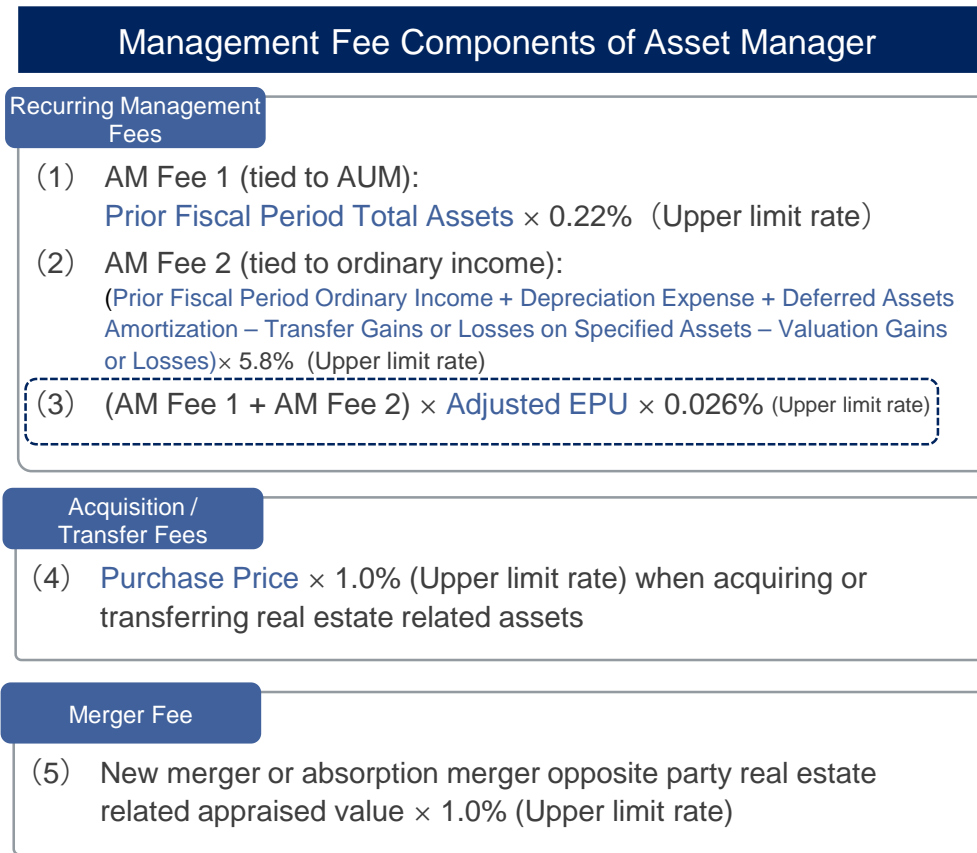 Management Fee Components of Asset Manager
Recurring Management
Fees
（1） AM Fee 1 (tied to AUM):
Prior Fiscal Period Total Assets × 0.22%（Upper limit rate）
（2） AM Fee 2 (tied to ordinary income):
(Prior Fiscal Period Ordinary Income + Depreciation Expense + Deferred Assets
Amortization – Transfer Gains or Losses on Specified Assets – Valuation Gains
or Losses)× 5.8% (Upper limit rate)
（3） (AM Fee 1 + AM Fee 2) × Adjusted EPU × 0.026% (Upper limit rate)
Acquisition /
Transfer Fees
（4） Purchase Price × 1.0% (Upper limit rate) when acquiring or
transferring real estate related assets
Merger Fee
（5） New merger or absorption merger opposite party real estate
related appraised value × 1.0% (Upper limit rate)